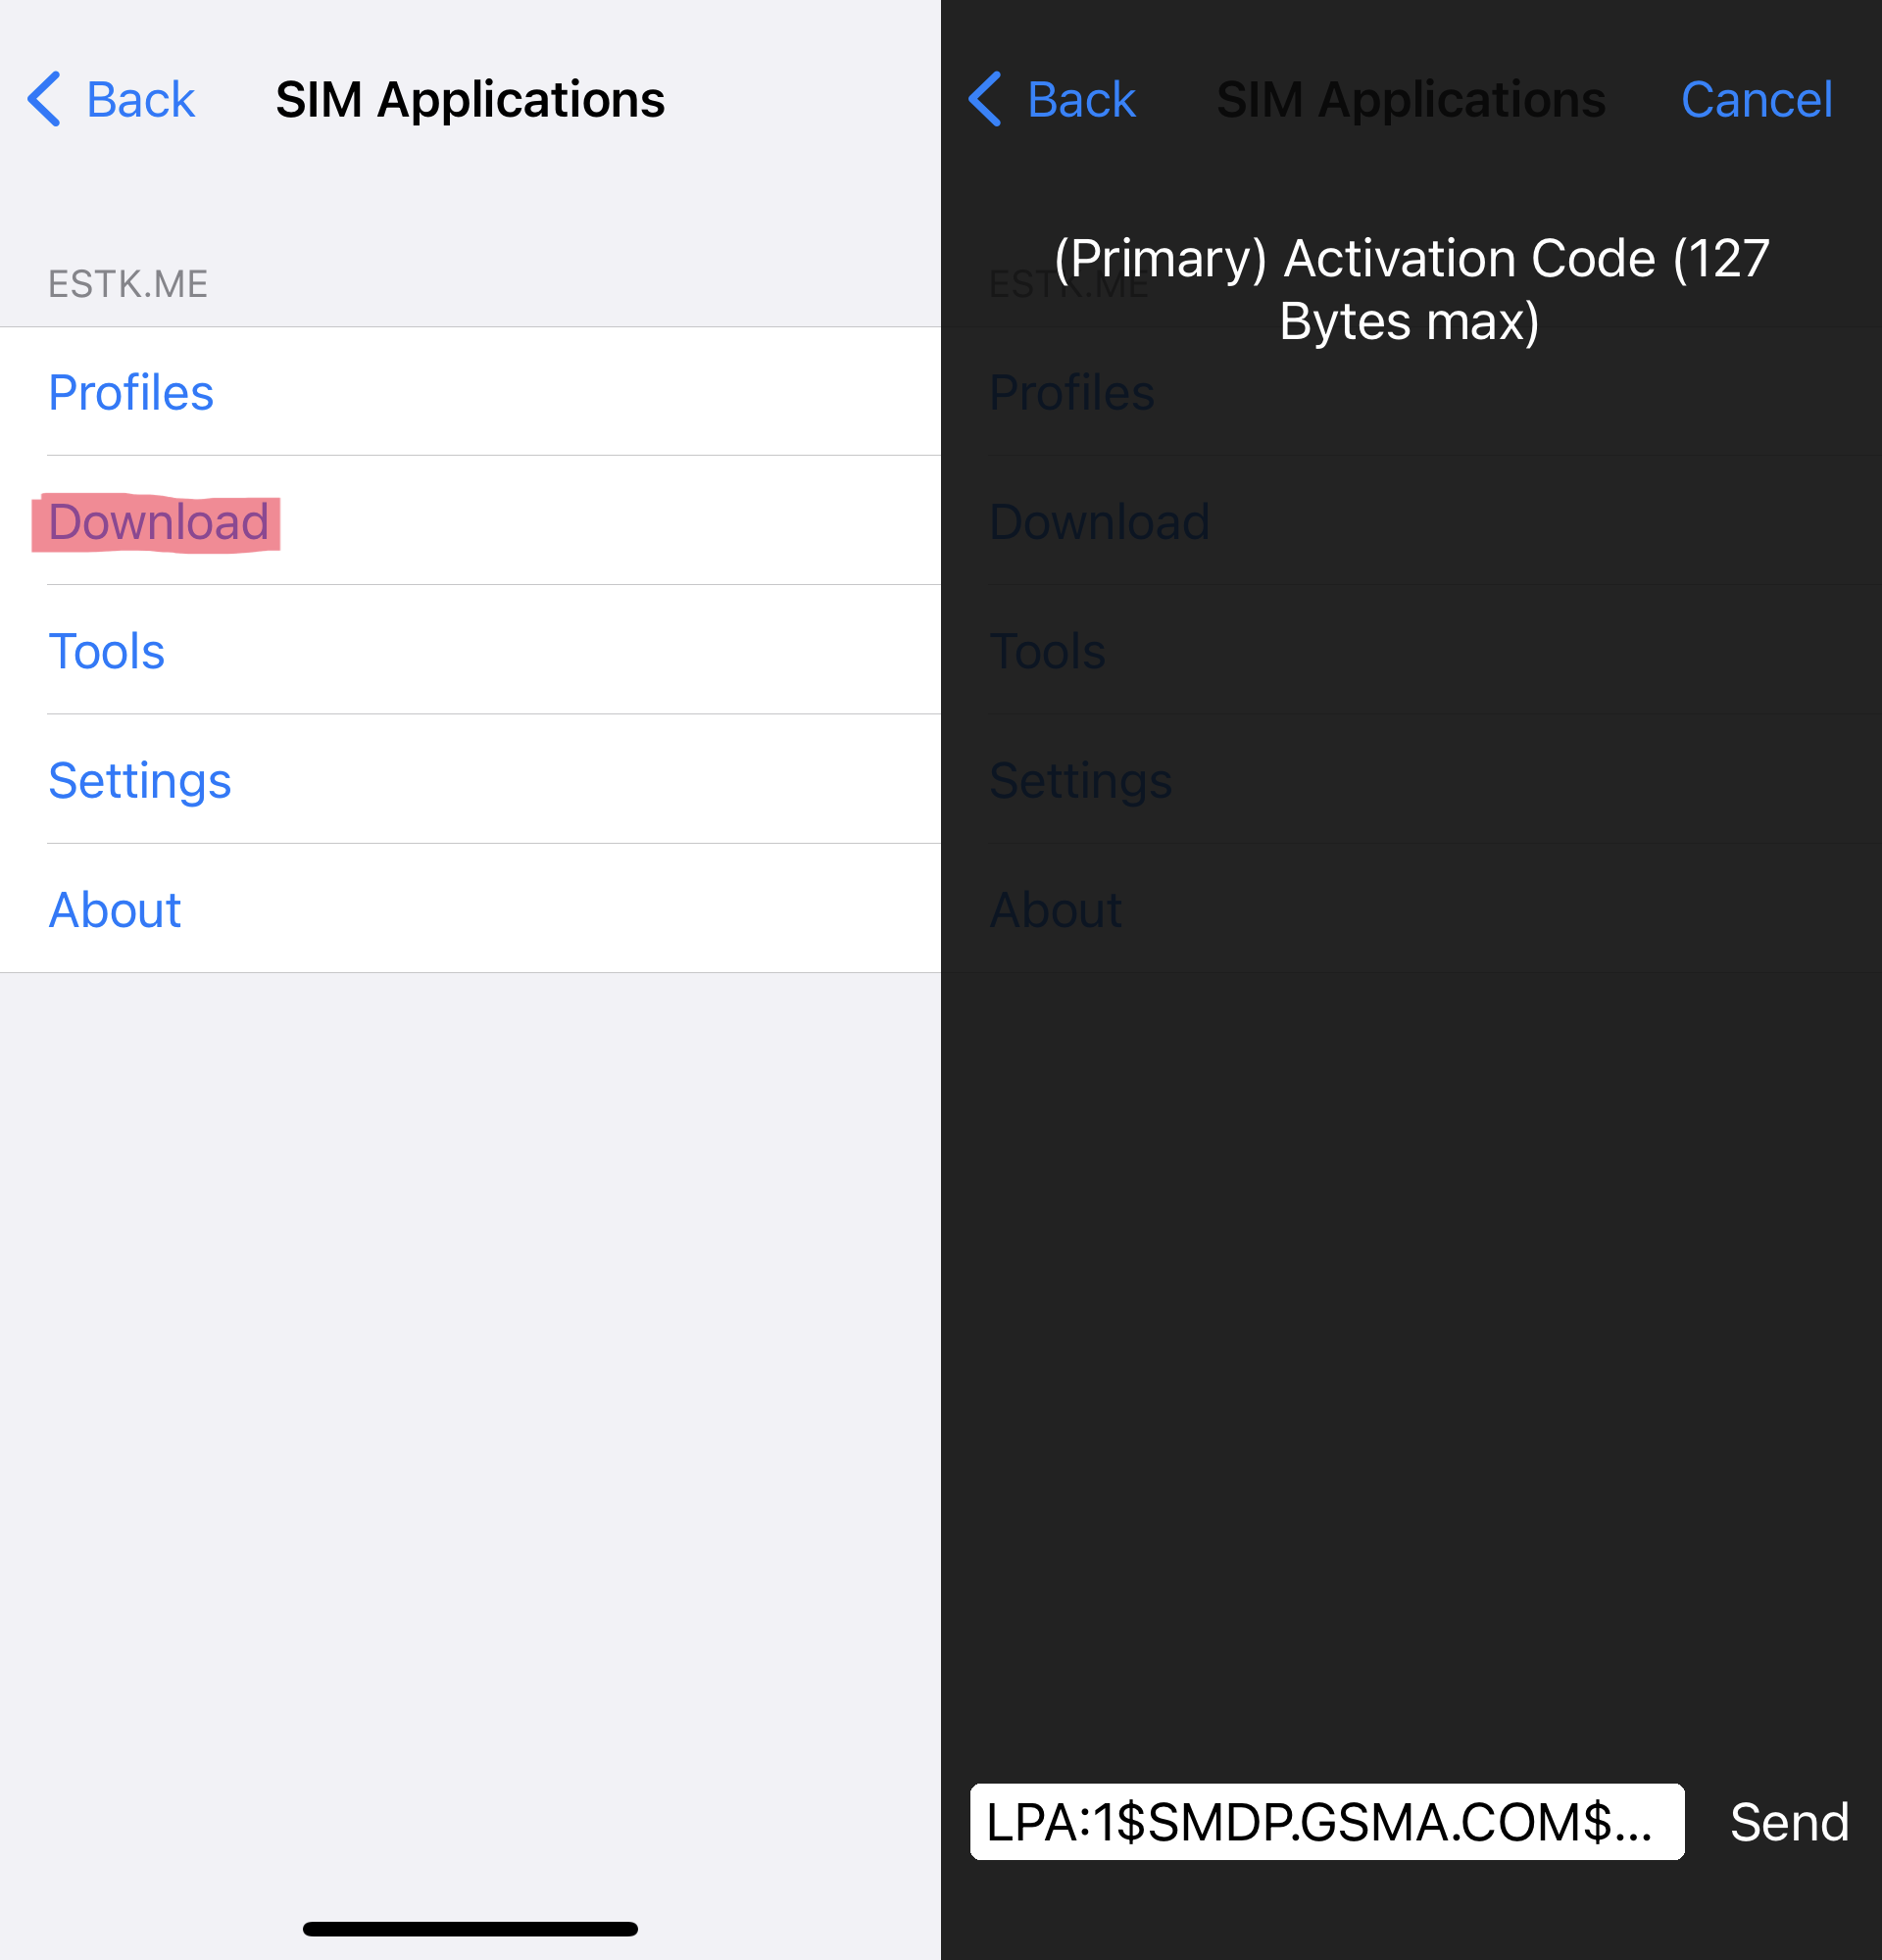 Back
SIM Applications
ESTK.ME
Profiles
Download
Tools
Settings
About
Back
SIM Applications
Cancel
(Primary) Activation Code (127
Bytes max)
ESTK.ME
Profiles
Download
Tools
Settings
About
LPA:1$SMDP.GSMA.COM$...
Send